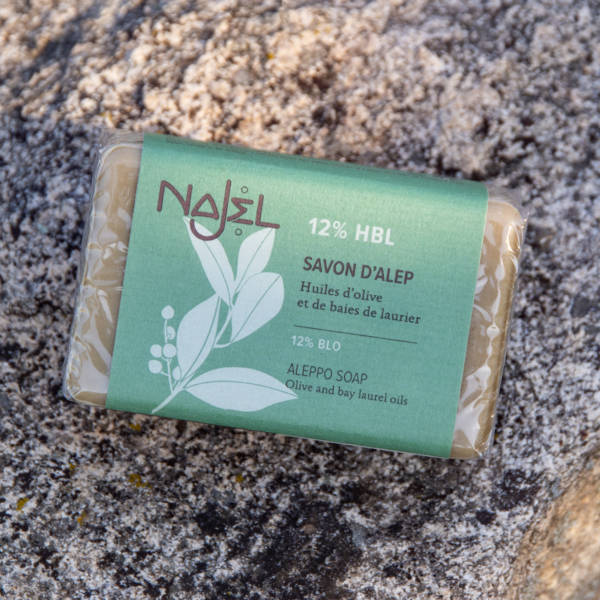 NAJEL
12% HBL
SAVON D'ALEP
Huiles d'olive
et de baies de laurier
12% BLO
ALEPPO SOAP
Olive and bay laurel oils